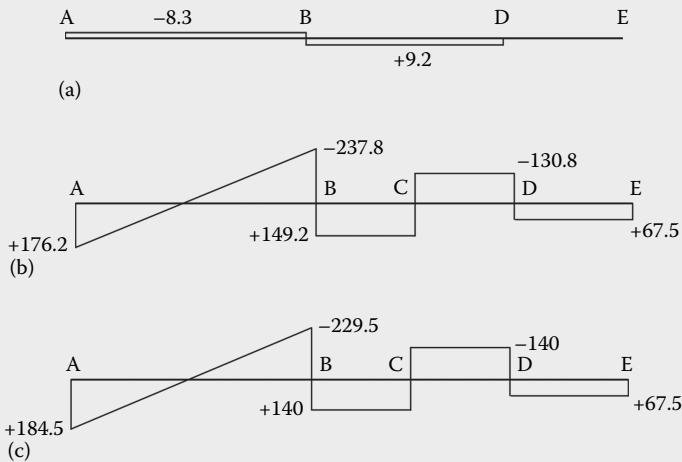 A −8.3 B D E
+9.2
(a)
−237.8
−130.8
A B C D E
+176.2 +149.2 +67.5
(b)
−229.5
−140
A B C D E
+184.5 +140 +67.5
(c)